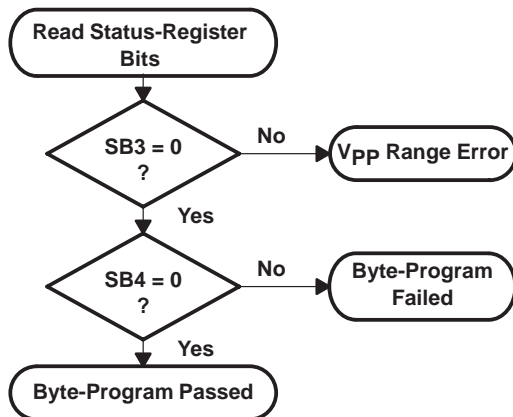 Read Status-Register
Bits
SB3 = 0
?
No
VPP Range Error
Yes
SB4 = 0
?
No
Byte-Program
Failed
Yes
Byte-Program Passed